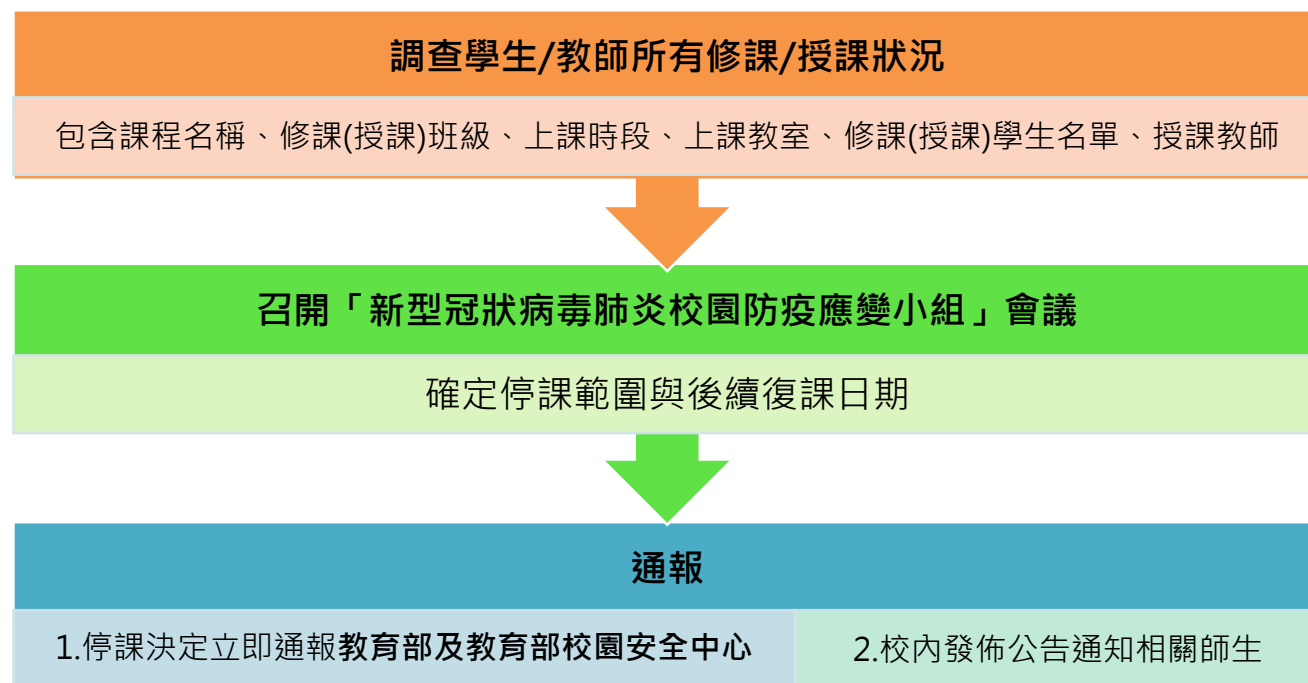 調查學生/教師所有修課/授課狀況
包含課程名稱、修課(授課)班級、上課時段、上課教室、修課(授課)學生名單、授課教師
召開「新型冠狀病毒肺炎校園防疫應變小組」會議
確定停課範圍與後續復課日期
通報
1.停課決定立即通報教育部及教育部校園安全中心
2.校內發佈公告通知相關師生